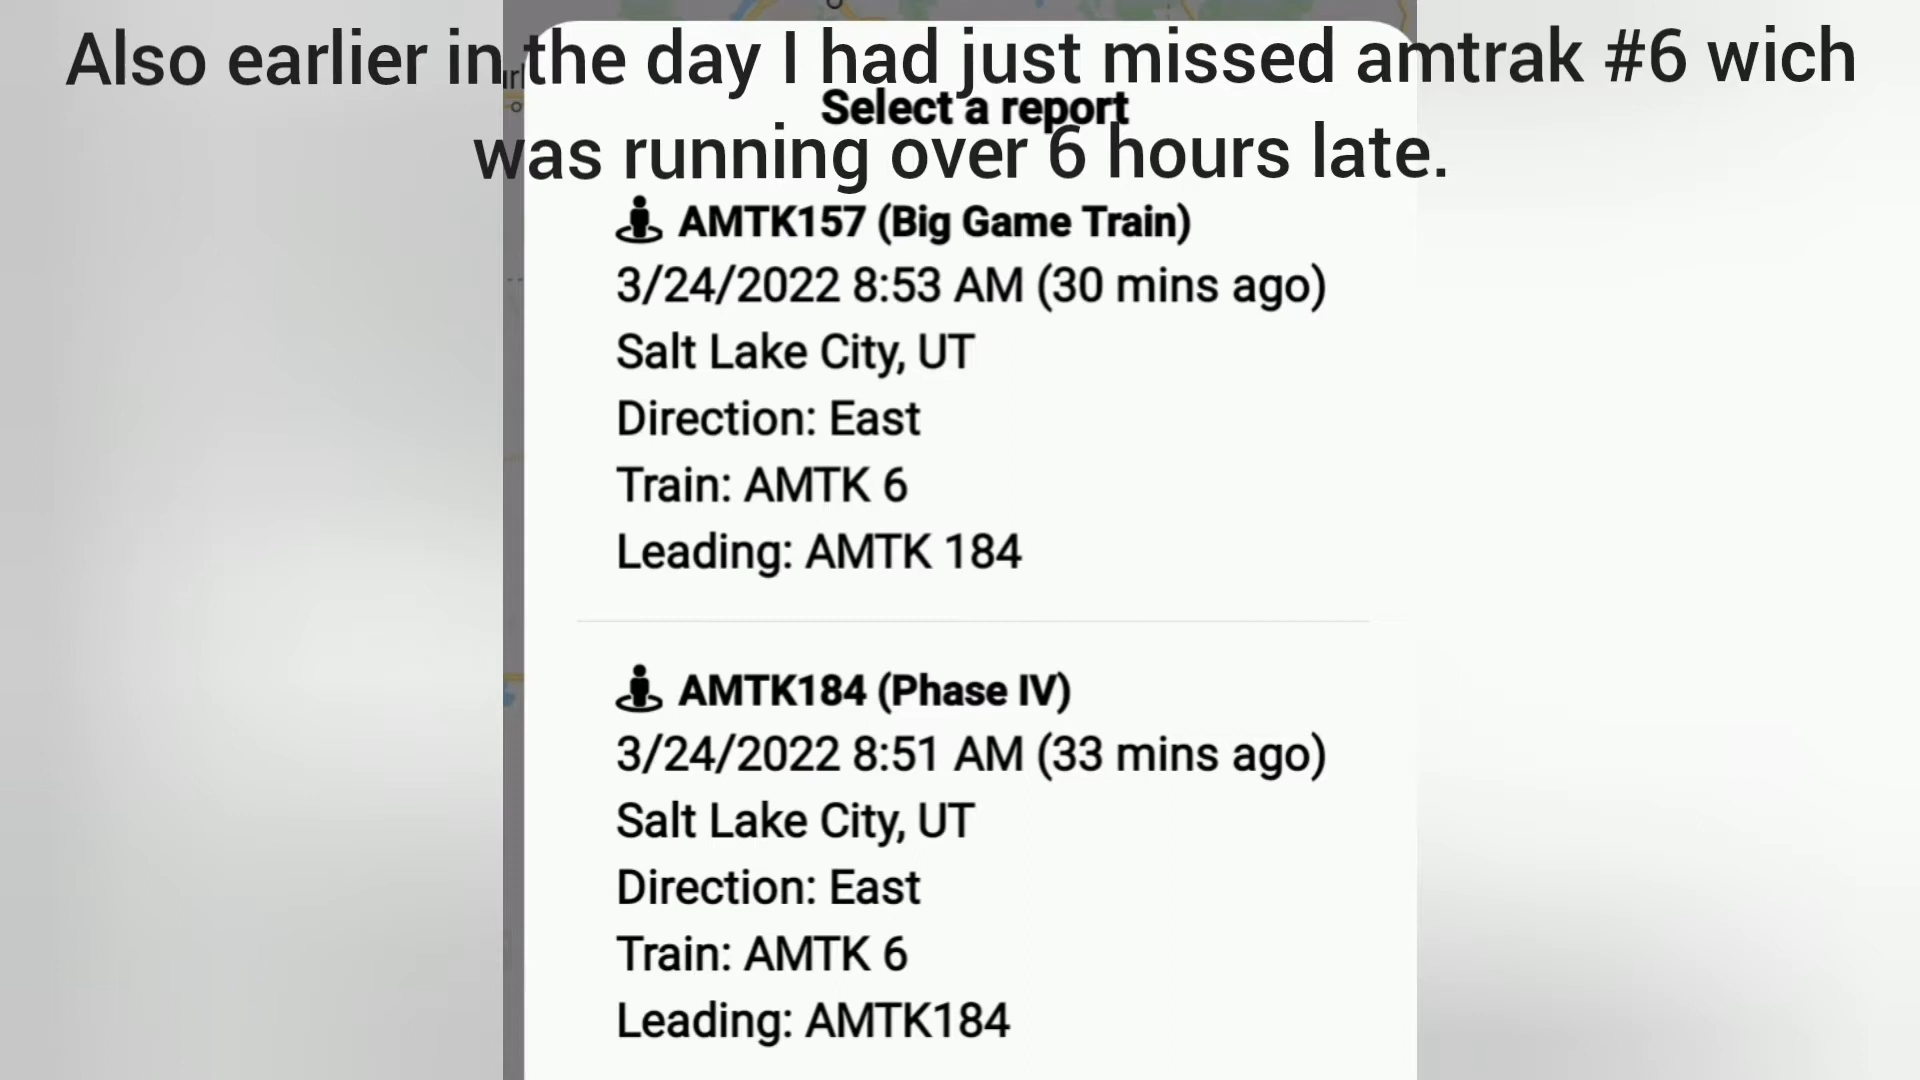 Also earlier in the day I had just missed amtrak #6 wich
Select a report
was running over 6 hours late.
AMTK157 (Big Game Train)
3/24/2022 8:53 AM (30 mins ago)
Salt Lake City, UT
Direction: East
Train: AMTK 6
Leading: AMTK 184
AMTK184 (Phase IV)
3/24/2022 8:51 AM (33 mins ago)
Salt Lake City, UT
Direction: East
Train: AMTK 6
Leading: AMTK184